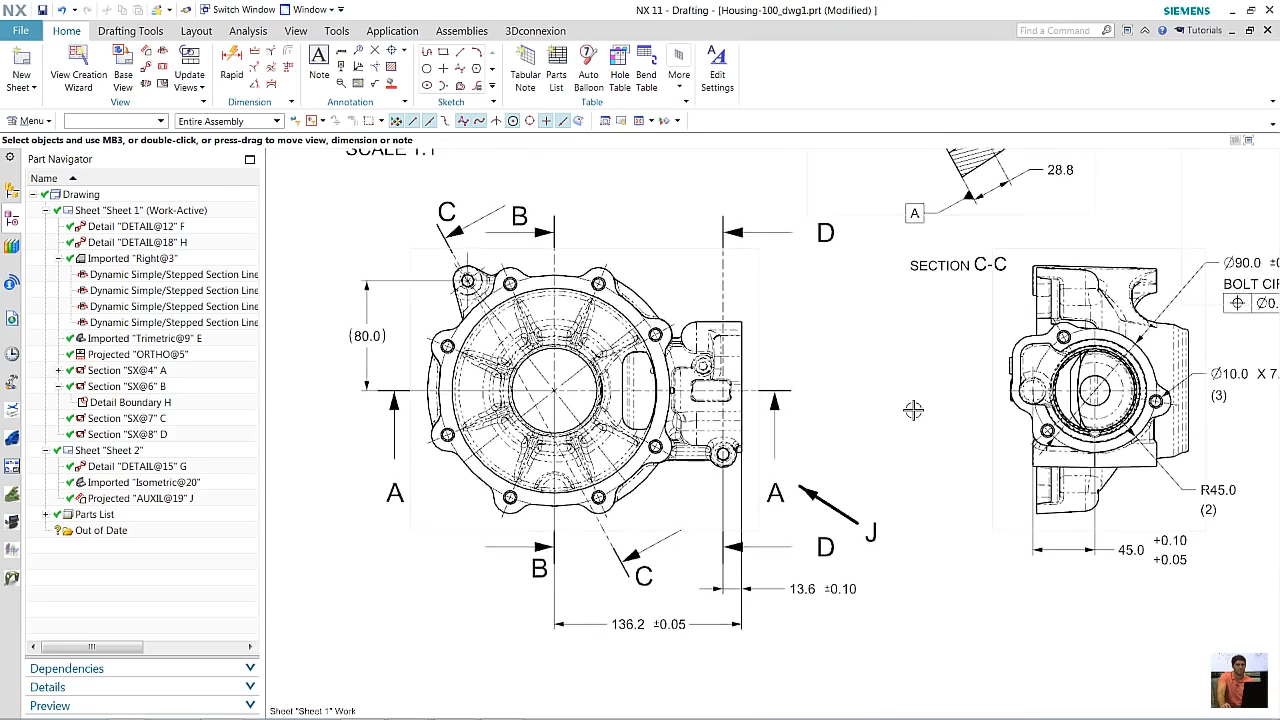 NX
Switch Window
Window
NX 11 - Drafting - [Housing-100_dwg1.prt (Modified) ]
SIEMENS
File
Home
Drafting Tools
Layout
Analysis
View
Tools
Application
Assemblies
3Dconnexion
Find a Command
Tutorials
New
Sheet
View Creation
Wizard
Base
View
Update
Views
View
Rapid
Dimension
Note
Annotation
Sketch
Tabular
Note
Parts
List
Auto
Balloon
Hole
Table
Bend
Table
More
Table
Edit
Settings
Menu
Entire Assembly
Select objects and use MB3, or double-click, or press-drag to move view, dimension or note
Part Navigator
Name
Drawing
Sheet "Sheet 1" (Work-Active)
Detail "DETAIL@12" F
Detail "DETAIL@18" H
Imported "Right@3"
Dynamic Simple/Stepped Section Line
Dynamic Simple/Stepped Section Line
Dynamic Simple/Stepped Section Line
Dynamic Simple/Stepped Section Line
Imported "Trimetric@9" E
Projected "ORTHO@5"
Section "SX@4" A
Section "SX@6" B
Detail Boundary H
Section "SX@7" C
Section "SX@8" D
Sheet "Sheet 2"
Detail "DETAIL@15" G
Imported "Isometric@20"
Projected "AUXIL@19" J
Parts List
Out of Date
Dependencies
Details
Preview
SCALE 1:1
28.8
A
C
B
D
SECTION C-C
Ø90.0 ±0
BOLT CIR
Ø0.
(80.0)
Ø10.0 X 7.
(3)
A
A
J
R45.0
(2)
B
C
D
45.0
+0.10
+0.05
13.6 ±0.10
136.2 ±0.05
Sheet "Sheet 1" Work